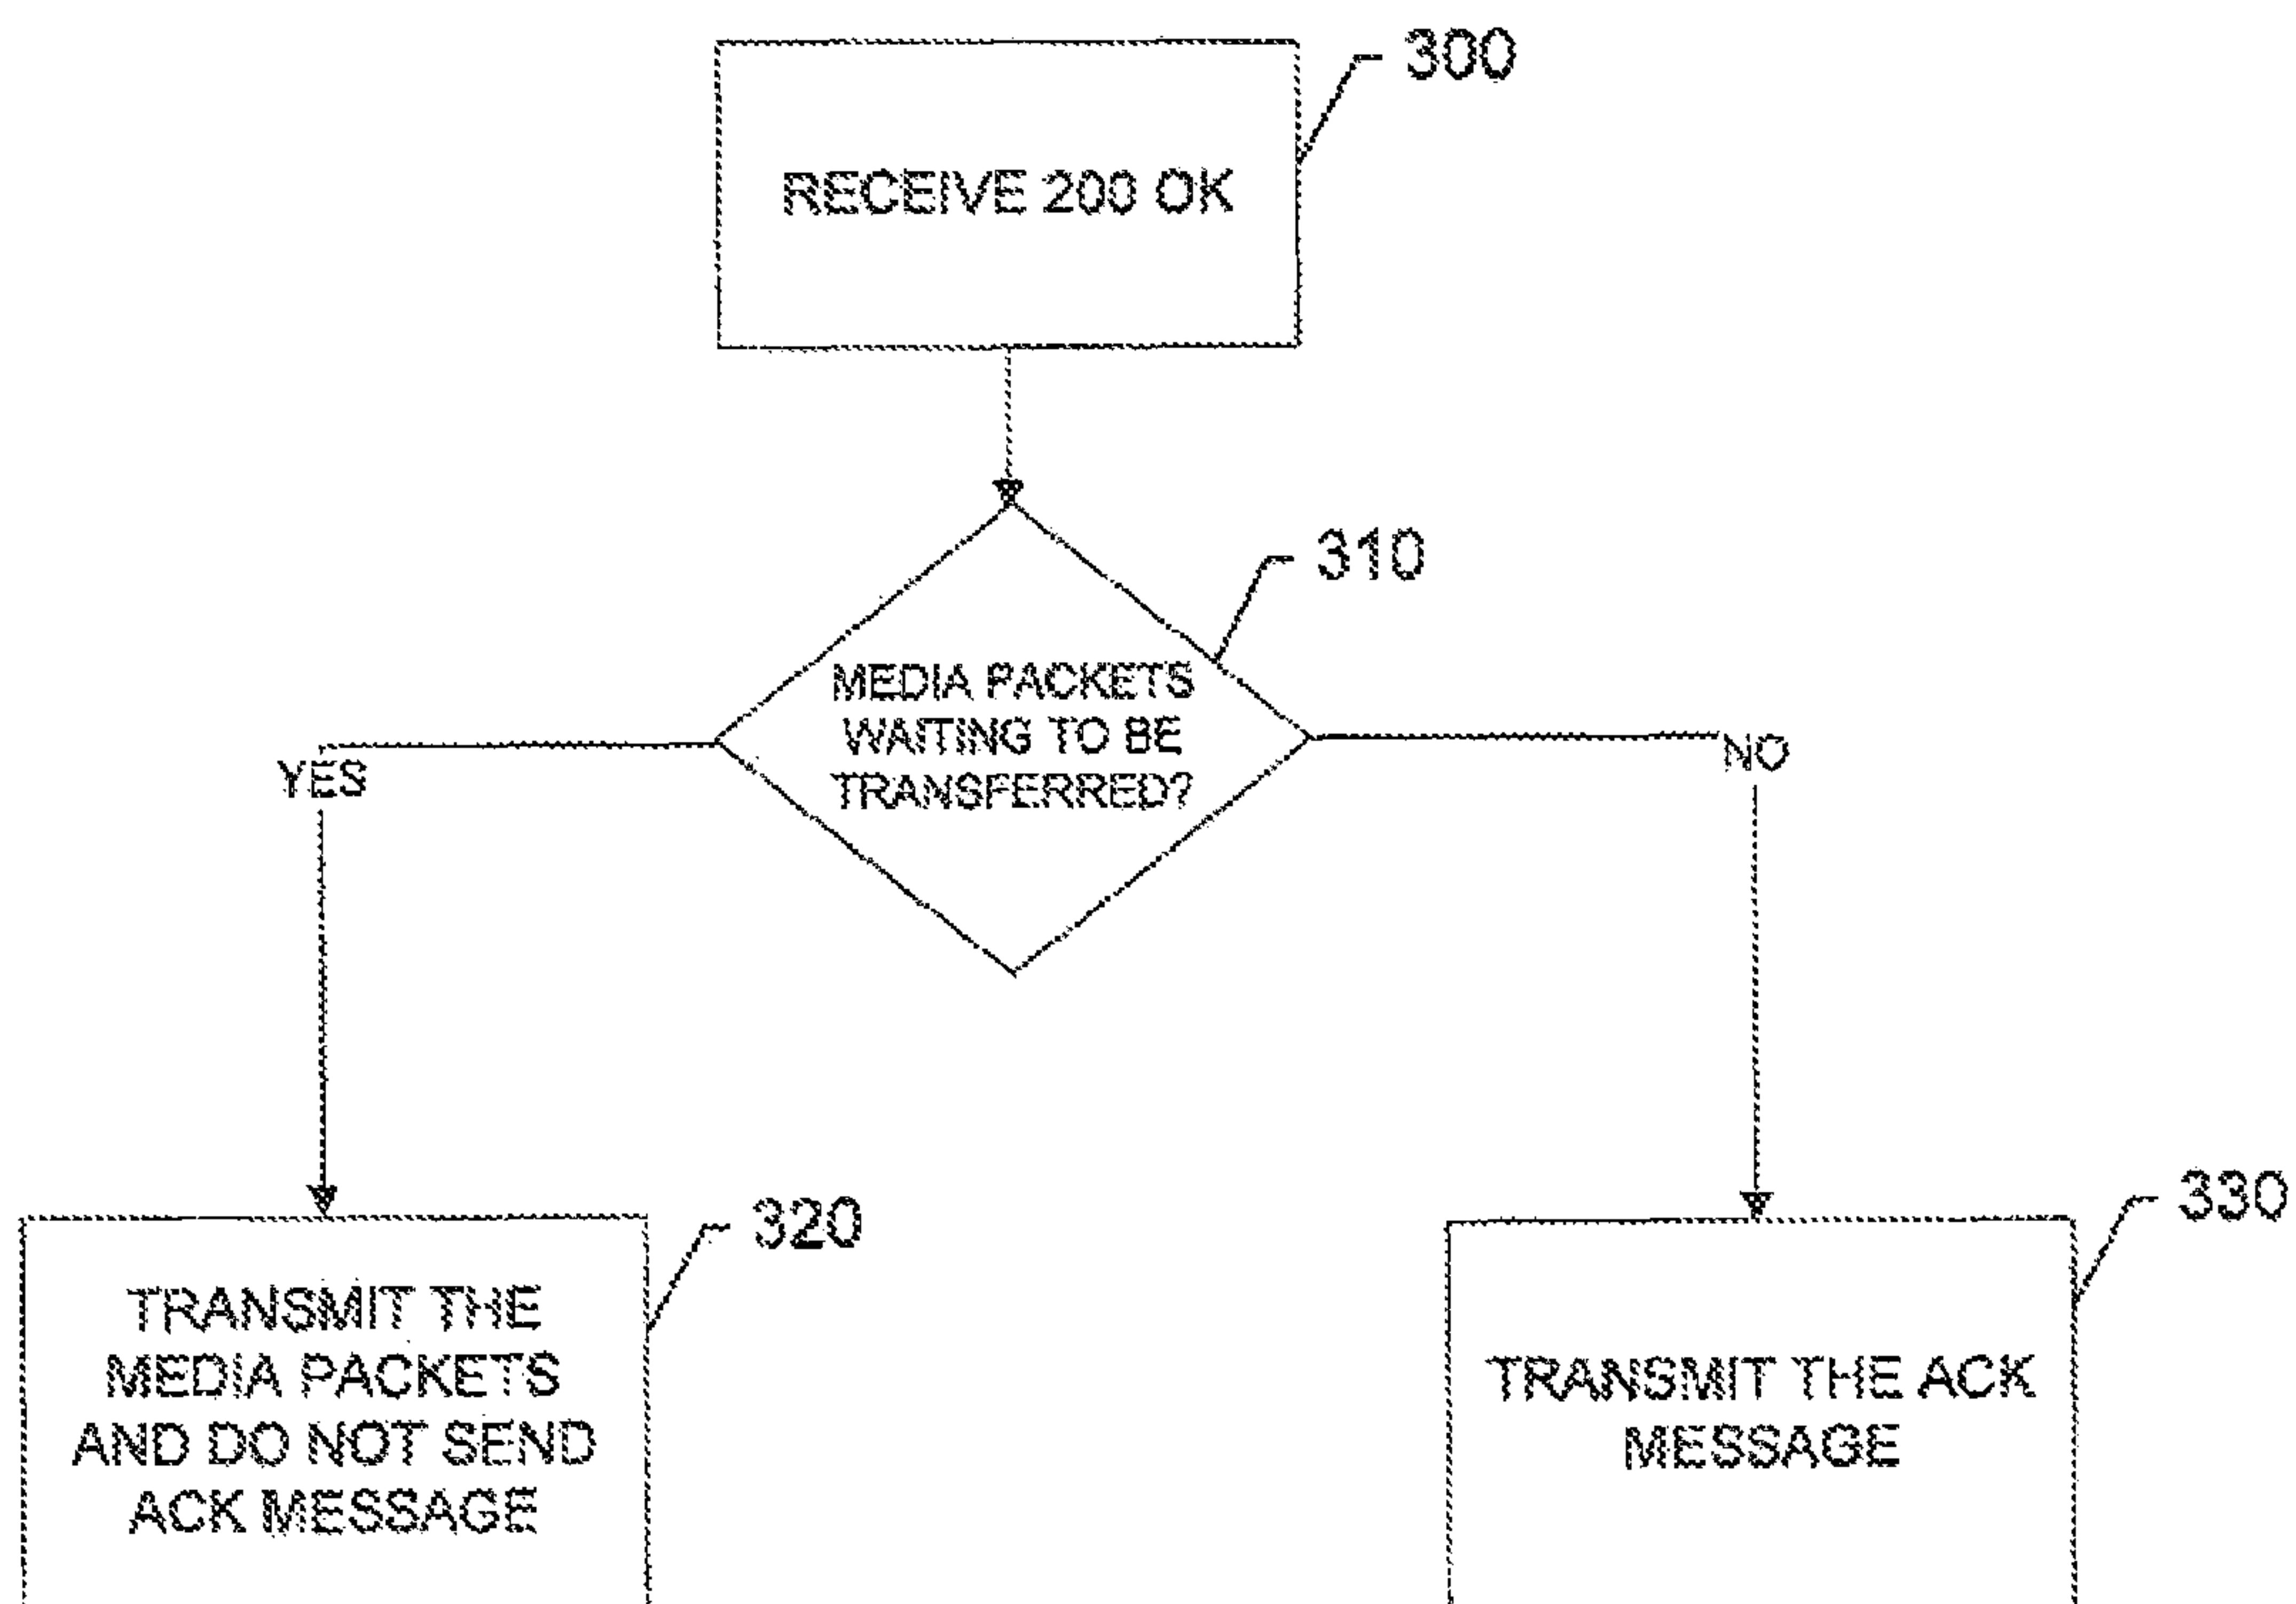 300
RECEIVE 200 OK
310
MEDIA PACKETS
WAITING TO BE
TRANSFERRED?
YES
NO
320
330
TRANSMIT THE
MEDIA PACKETS
AND DO NOT SEND
ACK MESSAGE
TRANSMIT THE ACK
MESSAGE